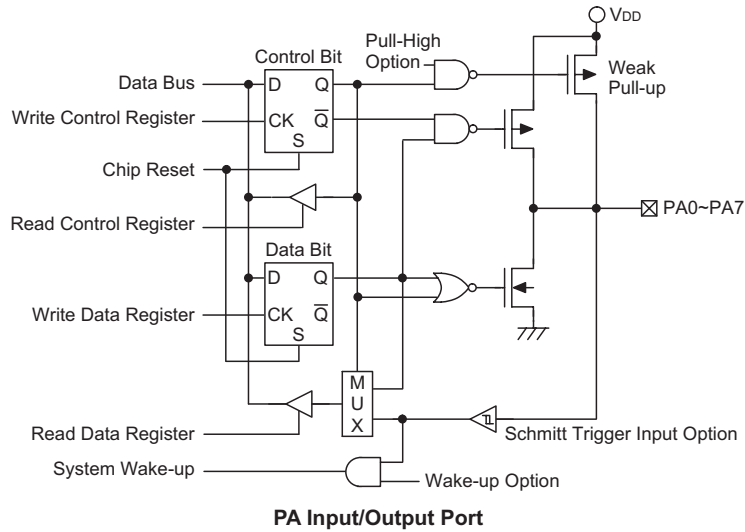 VDD
Control Bit
Pull-High
Option
Weak
Pull-up
Data Bus
D
Q
Write Control Register
CK
Q
S
Chip Reset
Read Control Register
PA0~PA7
Data Bit
D
Q
Write Data Register
CK
Q
S
M
U
X
Read Data Register
Schmitt Trigger Input Option
System Wake-up
Wake-up Option
PA Input/Output Port